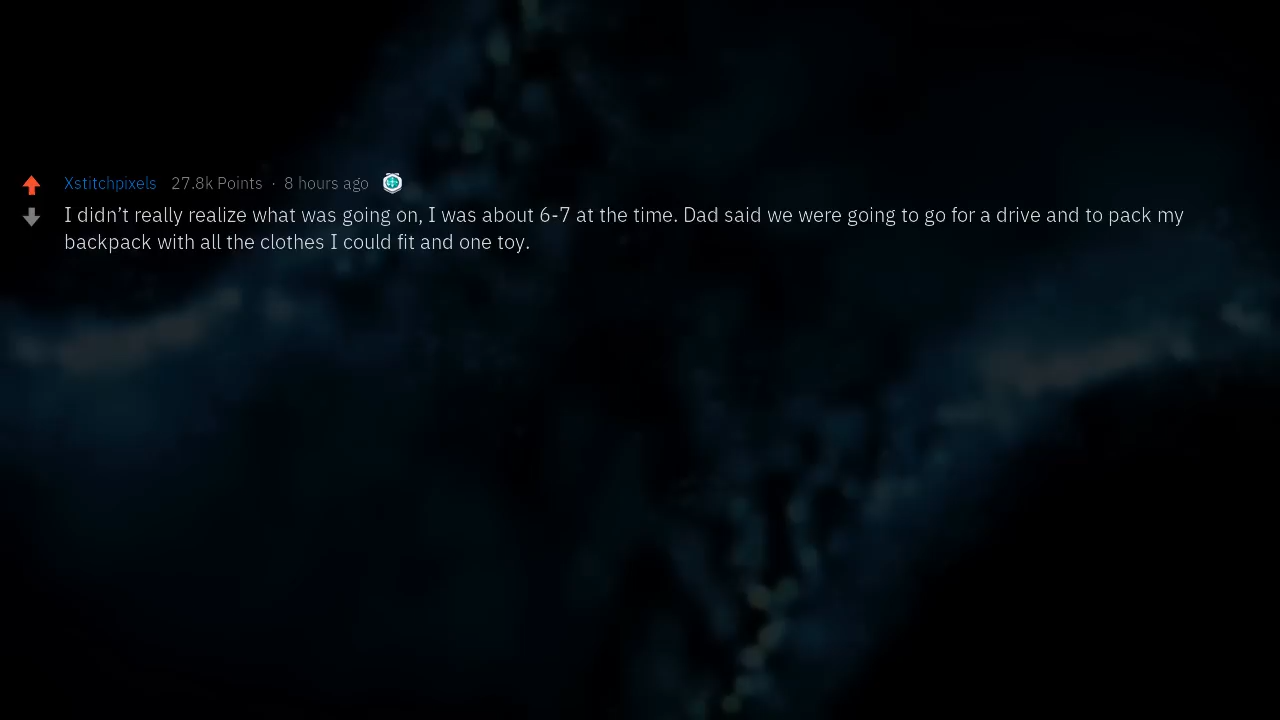 Xstitchpixels 27.8k Points · 8 hours ago
I didn’t really realize what was going on, I was about 6-7 at the time. Dad said we were going to go for a drive and to pack my
backpack with all the clothes I could fit and one toy.